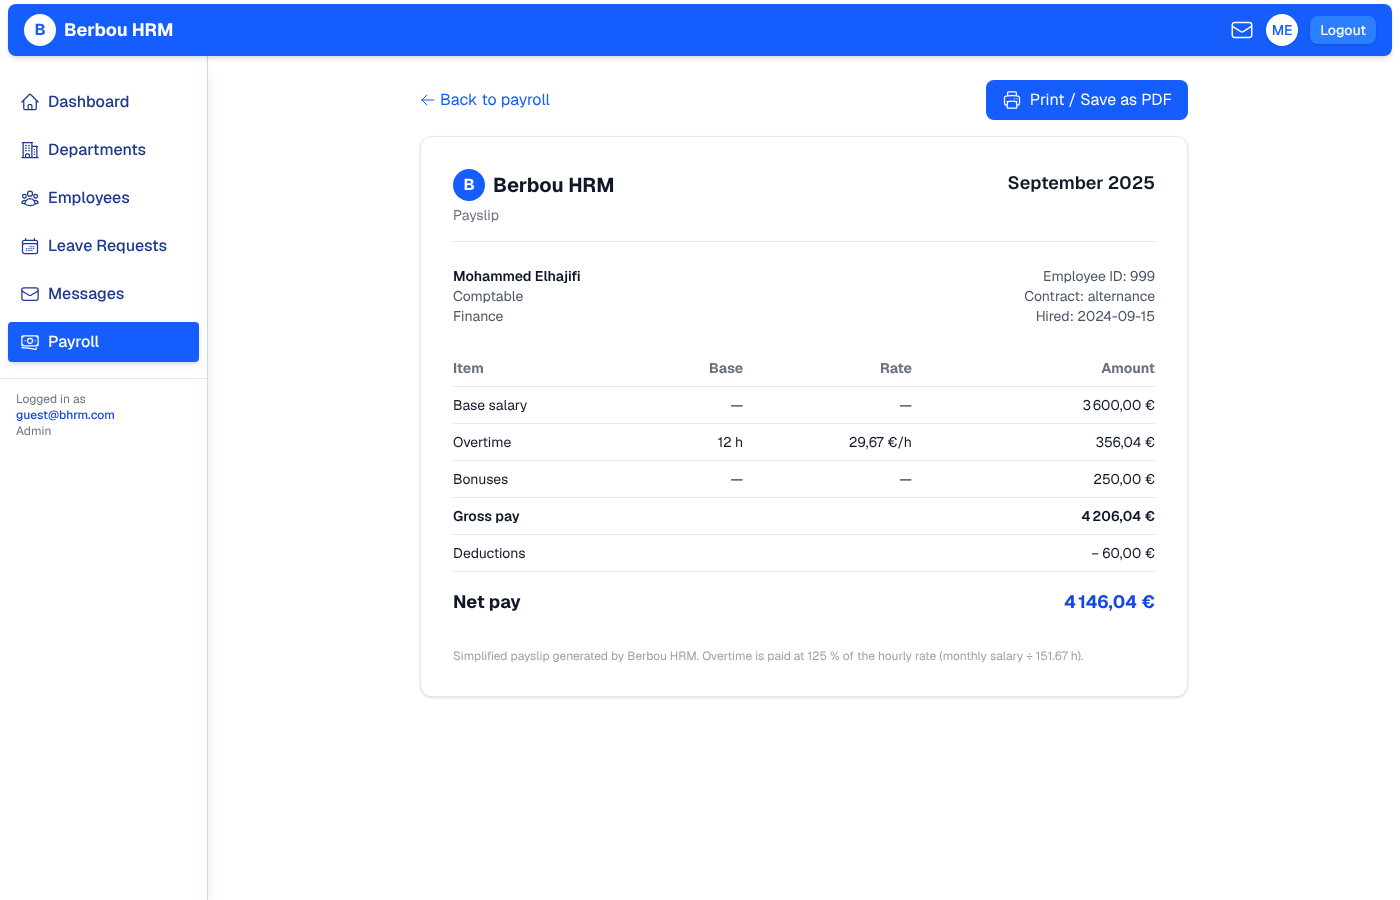 B Berbou HRM
ME Logout
Dashboard
Departments
Employees
Leave Requests
Messages
Payroll
Logged in as
guest@bhrm.com
Admin
← Back to payroll
Print / Save as PDF
B Berbou HRM
September 2025
Payslip
Mohammed Elhajifi
Comptable
Finance
Employee ID: 999
Contract: alternance
Hired: 2024-09-15
Item Base Rate Amount
Base salary — — 3 600,00 €
Overtime 12 h 29,67 €/h 356,04 €
Bonuses — — 250,00 €
Gross pay 4 206,04 €
Deductions − 60,00 €
Net pay 4 146,04 €
Simplified payslip generated by Berbou HRM. Overtime is paid at 125 % of the hourly rate (monthly salary ÷ 151.67 h).